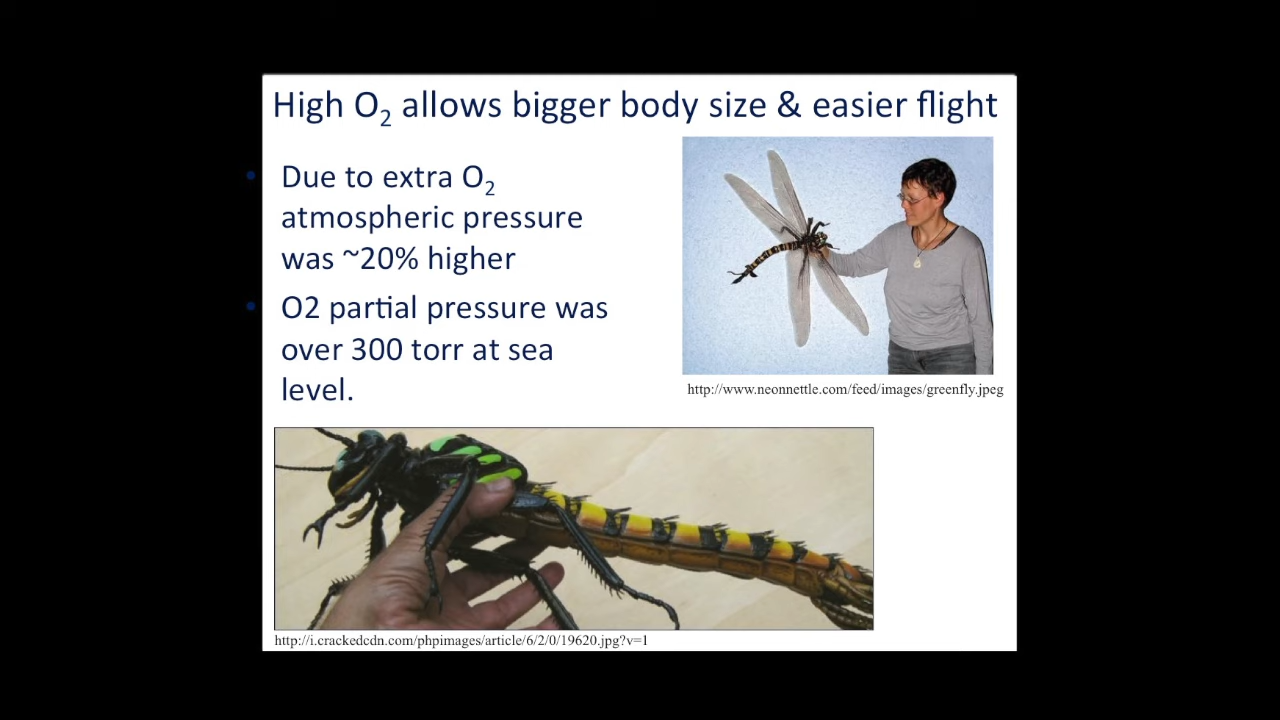 High O₂ allows bigger body size & easier flight
• Due to extra O₂
atmospheric pressure
was ~20% higher
• O2 partial pressure was
over 300 torr at sea
level.
http://www.neonnettle.com/feed/images/greenfly.jpeg
http://i.crackedcdn.com/phpimages/article/6/2/0/19620.jpg?v=1